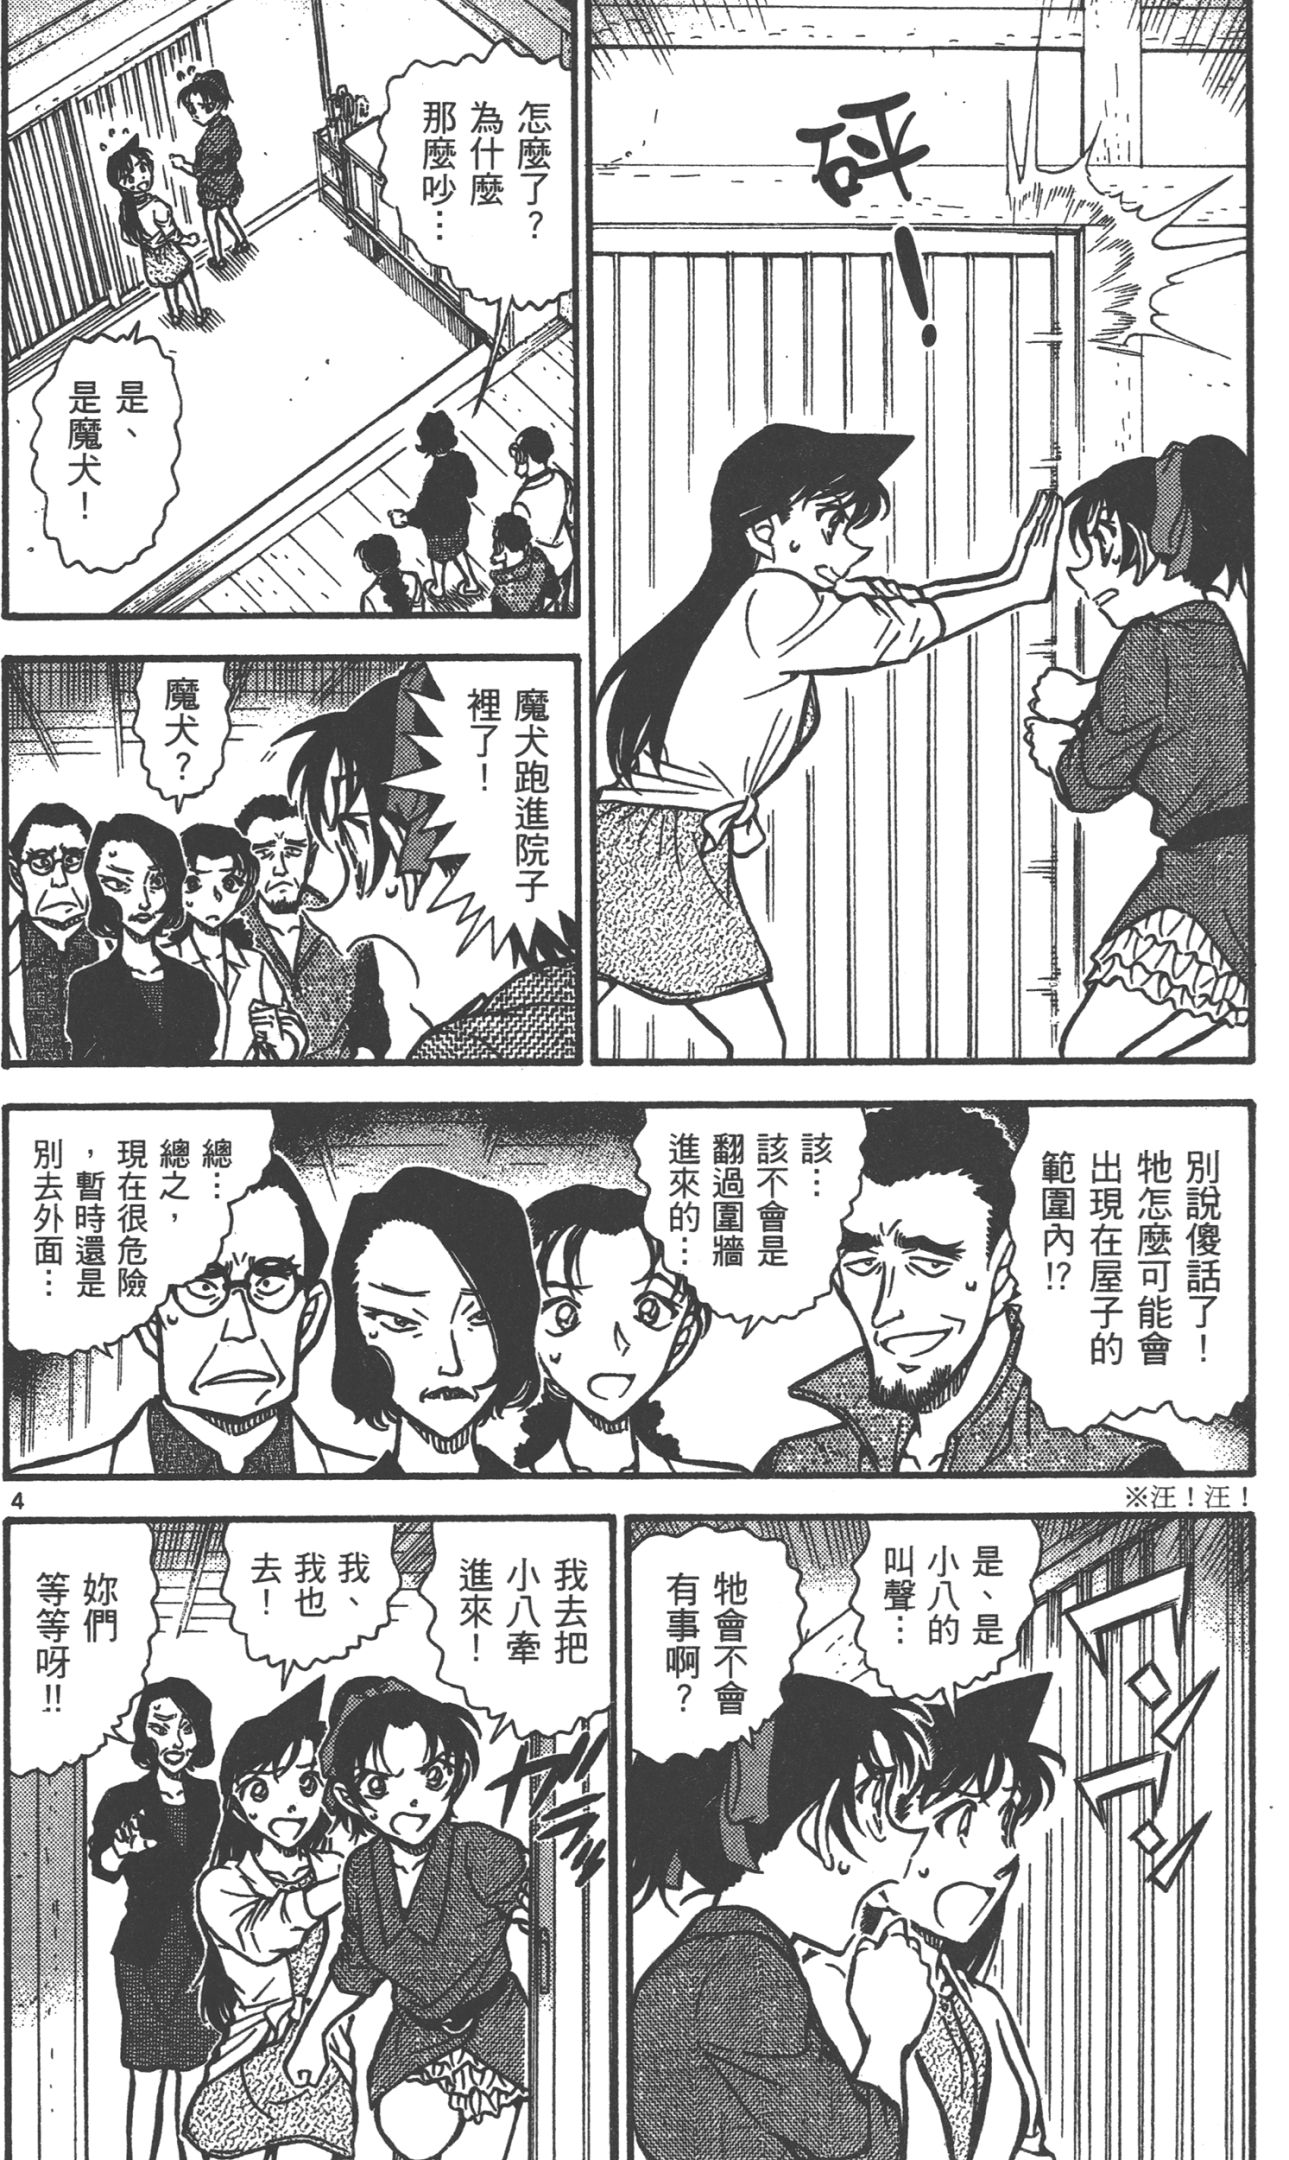 砰!
怎麼了?
為什麼
那麼吵…
是、
是魔犬!
魔犬跑進院子
裡了!
魔犬?
別說傻話了!
牠怎麼可能會
出現在屋子的
範圍內!?
該…
該不會是
翻過圍牆
進來的…
總…
總之,
現在很危險
,暫時還是
別去外面…
4
※汪!汪!
ワンワン
是、是
小八的
叫聲…
牠會不會
有事啊?
我去把
小八牽
進來!
我、
我也
去!
妳們
等等呀!!